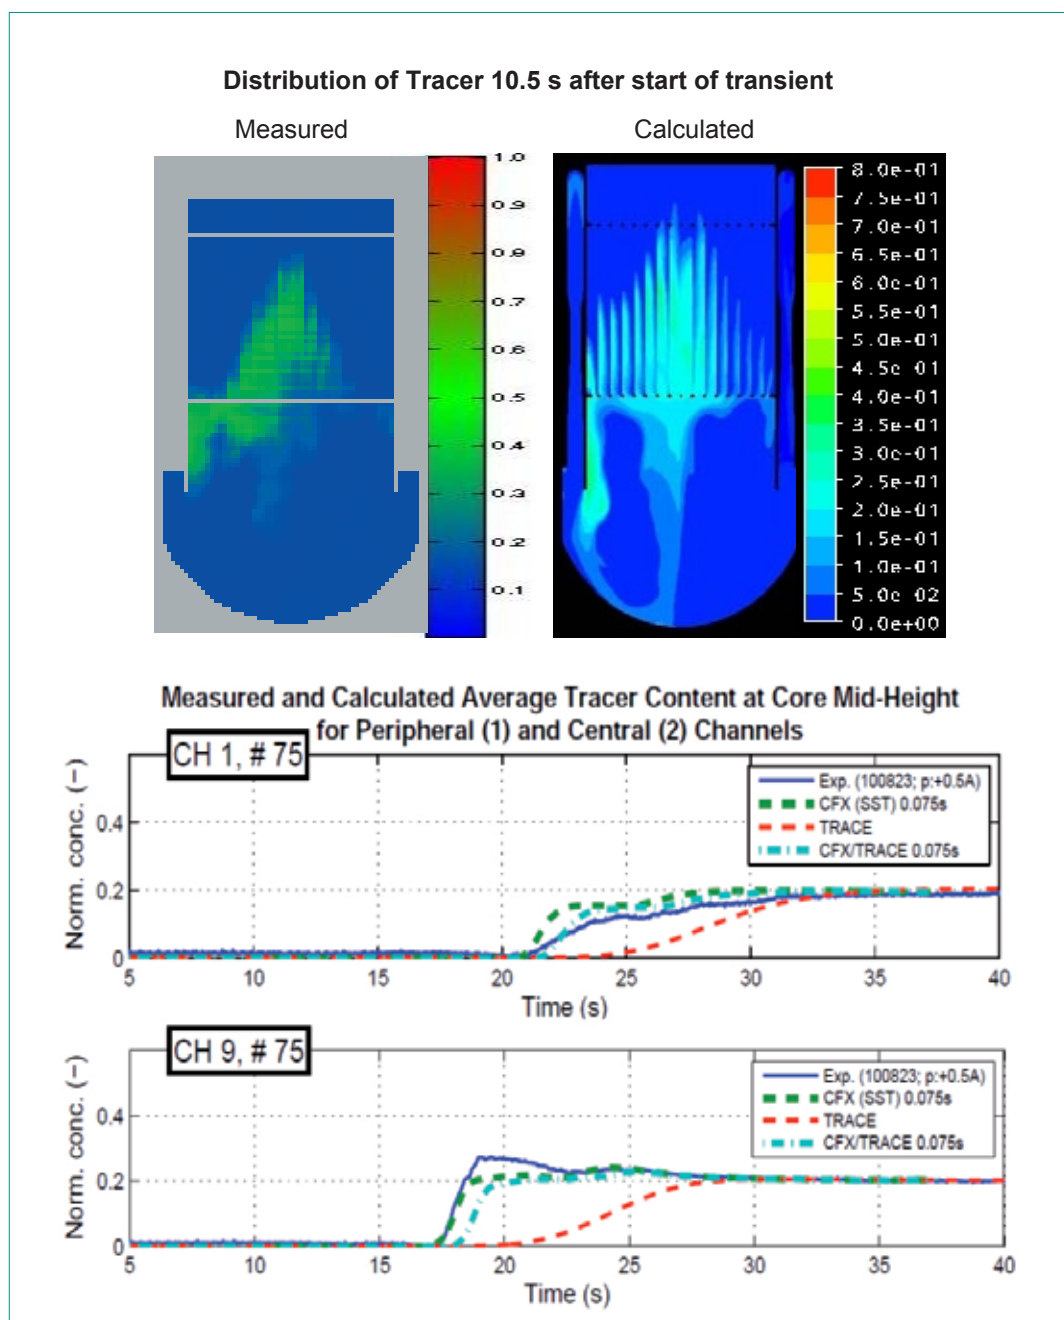 Distribution of Tracer 10.5 s after start of transient
Measured
Calculated
1.0
0.9
0.8
0.7
0.6
0.5
0.4
0.3
0.2
0.1
8.0e-01
7.5e-01
7.0e-01
6.5e-01
6.0e-01
5.5e-01
5.0e-01
4.5e-01
4.0e-01
3.5e-01
3.0e-01
2.5e-01
2.0e-01
1.5e-01
1.0e-01
5.0e-02
0.0e+00
Measured and Calculated Average Tracer Content at Core Mid-Height
for Peripheral (1) and Central (2) Channels
CH 1, # 75
Exp. (100823; p:+0.5A)
CFX (SST) 0.075s
TRACE
CFX/TRACE 0.075s
Norm. conc. (−)
0.4
0.2
0
5 10 15 20 25 30 35 40
Time (s)
CH 9, # 75
Exp. (100823; p:+0.5A)
CFX (SST) 0.075s
TRACE
CFX/TRACE 0.075s
Norm. conc. (−)
0.4
0.2
0
5 10 15 20 25 30 35 40
Time (s)